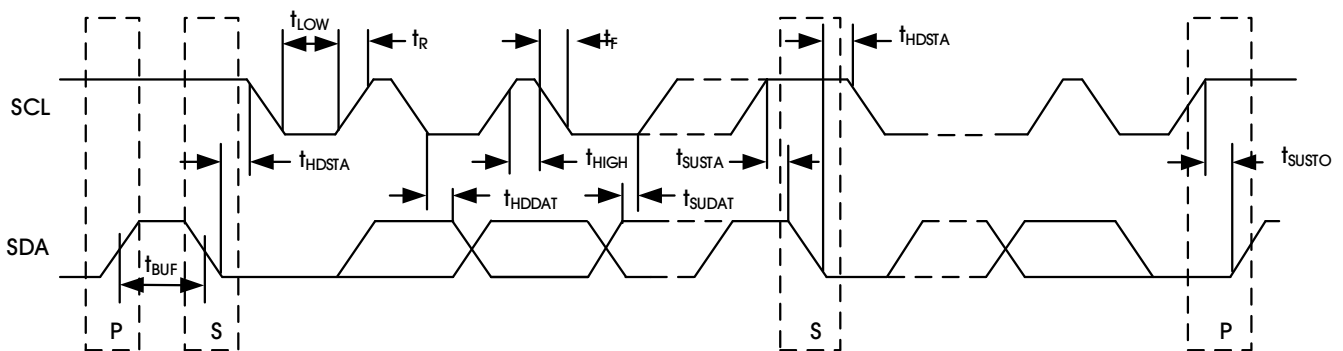 tLOW
tR
tF
tHDSTA
SCL
tHDSTA
tHIGH
tSUSTA
tSUSTO
tHDDAT
tSUDAT
SDA
tBUF
P
S
S
P